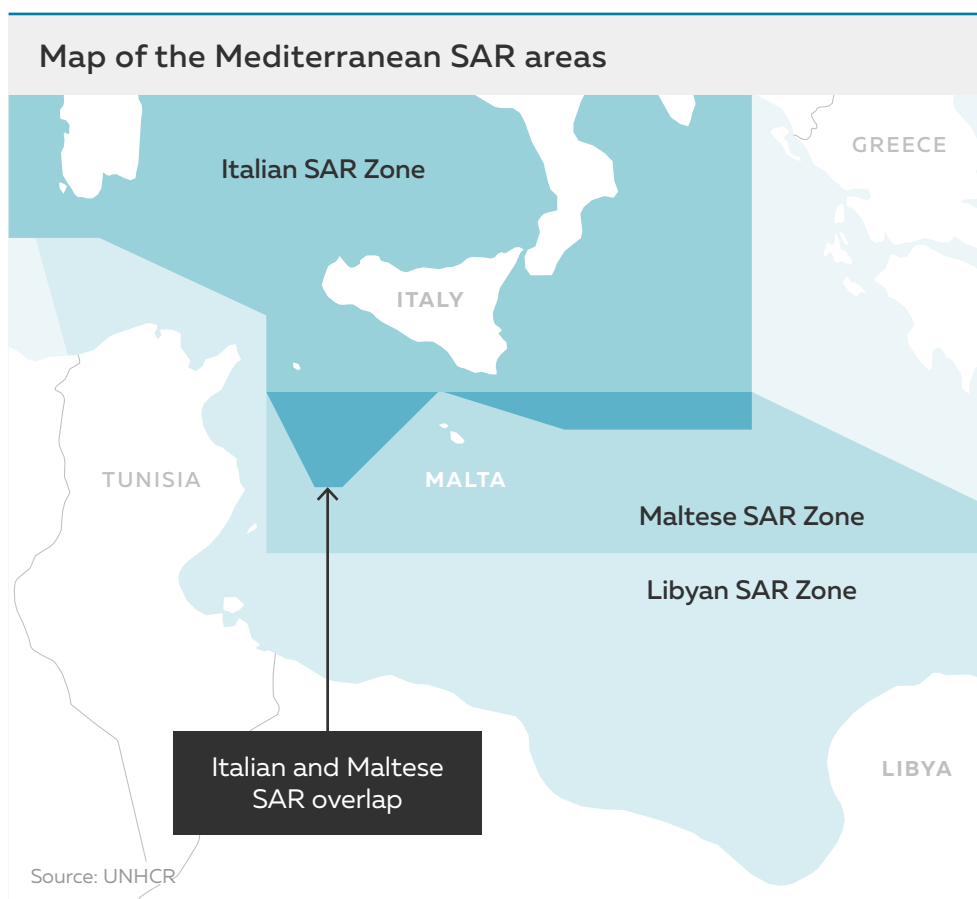 Map of the Mediterranean SAR areas
GREECE
Italian SAR Zone
ITALY
TUNISIA
MALTA
Maltese SAR Zone
Libyan SAR Zone
Italian and Maltese
SAR overlap
LIBYA
Source: UNHCR